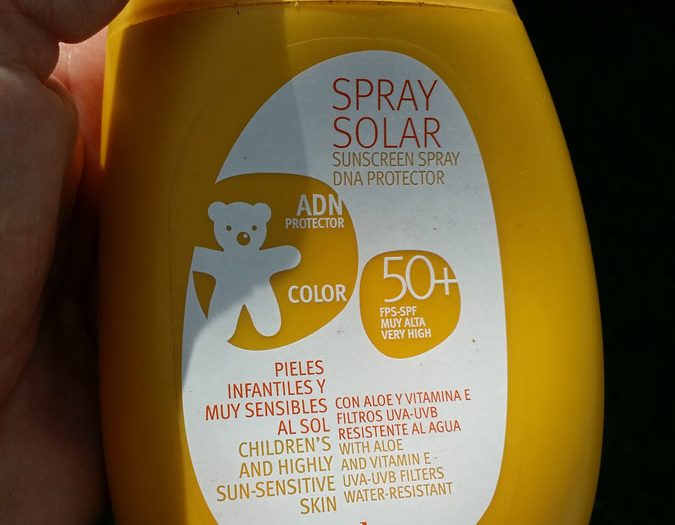 SPRAY
SOLAR
SUNSCREEN SPRAY
DNA PROTECTOR
ADN
PROTECTOR
COLOR
50+
FPS-SPF
MUY ALTA
VERY HIGH
PIELES
INFANTILES Y
MUY SENSIBLES
AL SOL
CHILDREN'S
AND HIGHLY
SUN-SENSITIVE
SKIN
CON ALOE Y VITAMINA E
FILTROS UVA-UVB
RESISTENTE AL AGUA
WITH ALOE
AND VITAMIN E
UVA-UVB FILTERS
WATER-RESISTANT